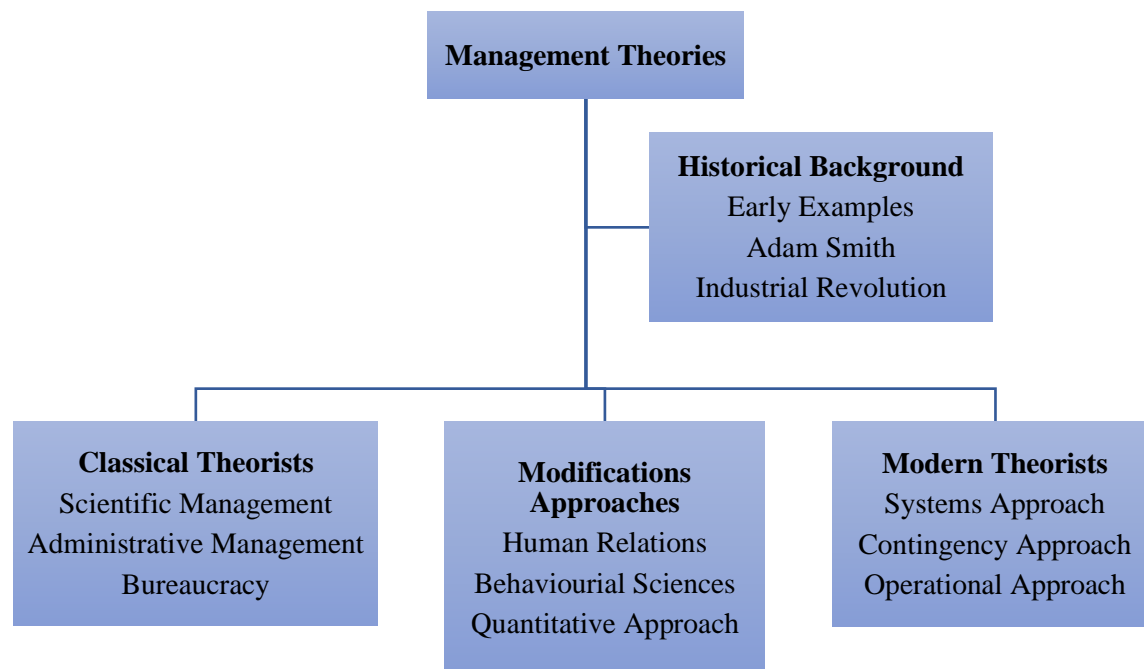 Management Theories
Historical Background
Early Examples
Adam Smith
Industrial Revolution
Classical Theorists
Scientific Management
Administrative Management
Bureaucracy
Modifications
Approaches
Human Relations
Behaviourial Sciences
Quantitative Approach
Modern Theorists
Systems Approach
Contingency Approach
Operational Approach